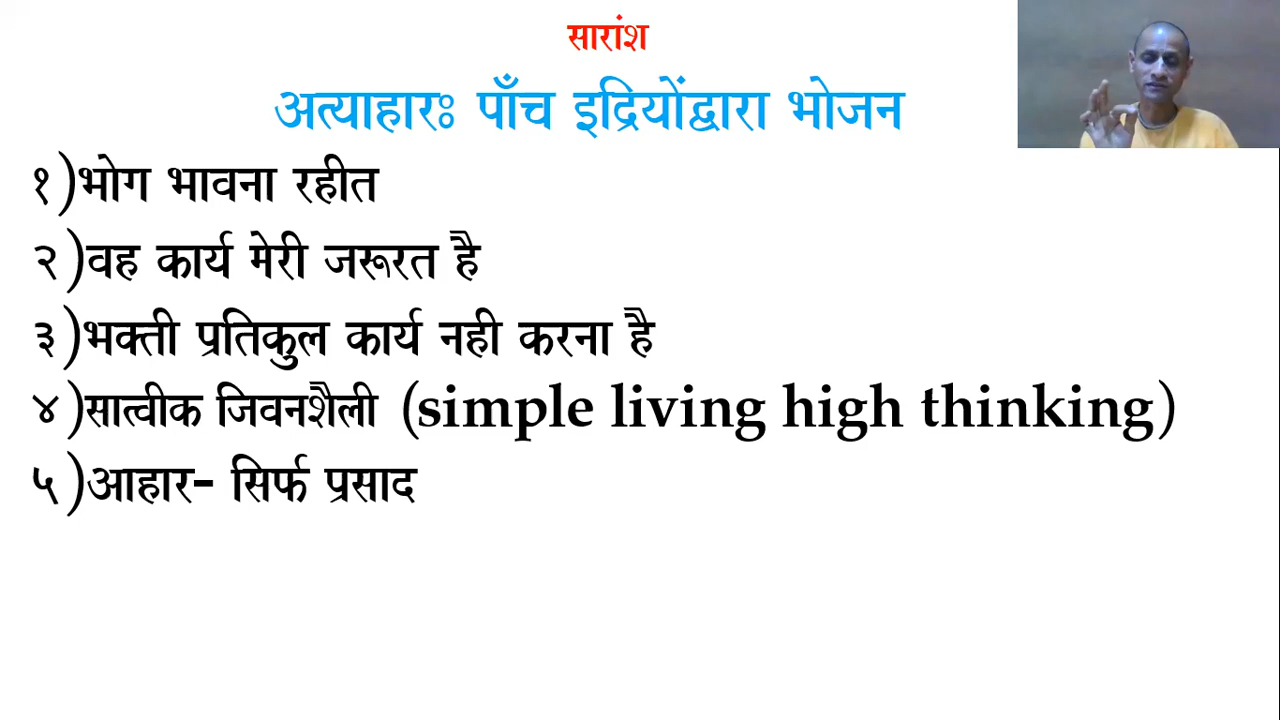 सारांश
अत्याहारः पाँच इद्रियोंद्वारा भोजन
१)भोग भावना रहीत
२)वह कार्य मेरी जरूरत है
३)भक्ती प्रतिकुल कार्य नही करना है
४)सात्वीक जिवनशैली (simple living high thinking)
५)आहार- सिर्फ प्रसाद